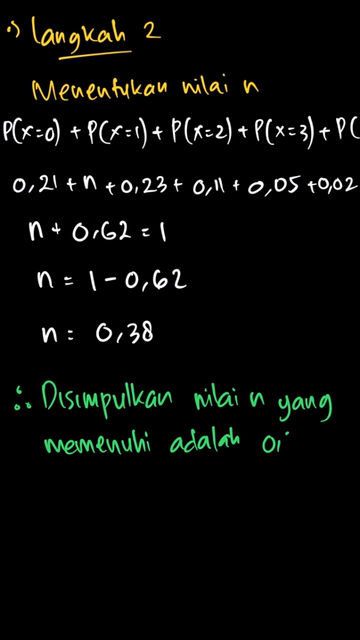 :) Langkah 2
Menentukan nilai n
P(x=0) + P(x=1) + P(x=2) + P(x=3) + P(
0,21 + n + 0,23 + 0,11 + 0,05 + 0,02
n + 0,62 = 1
n = 1 - 0,62
n = 0,38
∴ Disimpulkan nilai n yang
memenuhi adalah 0,